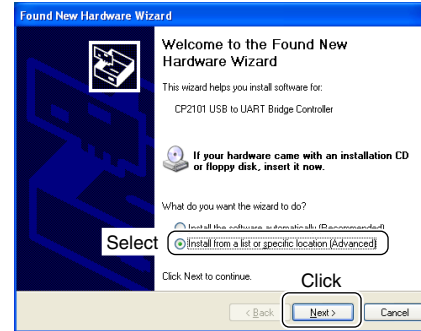 Found New Hardware Wizard
Welcome to the Found New
Hardware Wizard
This wizard helps you install software for:
CP2101 USB to UART Bridge Controller
If your hardware came with an installation CD
or floppy disk, insert it now.
What do you want the wizard to do?
Install the software automatically (Recommended)
Select
Install from a list or specific location (Advanced)
Click Next to continue.
Click
< Back
Next >
Cancel